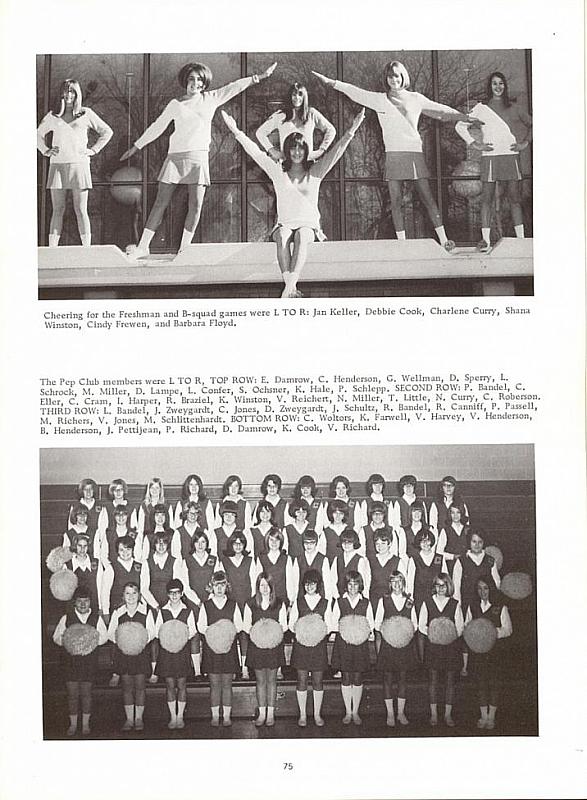 Cheering for the Freshman and B-squad games were L TO R: Jan Keller, Debbie Cook, Charlene Curry, Shana
Winston, Cindy Frewen, and Barbara Floyd.
The Pep Club members were L TO R, TOP ROW: E. Damrow, C. Henderson, G. Wellman, D. Sperry, L.
Schrock, M. Miller, D. Lampe, L. Confer, S. Ochsner, K. Hale, P. Schlepp. SECOND ROW: P. Bandel, C.
Eller, C. Cram, I. Harper, R. Braziel, K. Winston, V. Reichert, N. Miller, T. Little, N. Curry, C. Roberson.
THIRD ROW: L. Bandel, J. Zweygardt, C. Jones, D. Zweygardt, J. Schultz, R. Bandel, R. Canniff, P. Passell,
M. Richers, V. Jones, M. Schlittenhardt. BOTTOM ROW: C. Woltors, K. Farwell, V. Harvey, V. Henderson,
B. Henderson, J. Pettijean, P. Richard, D. Damrow, K. Cook, V. Richard.
75